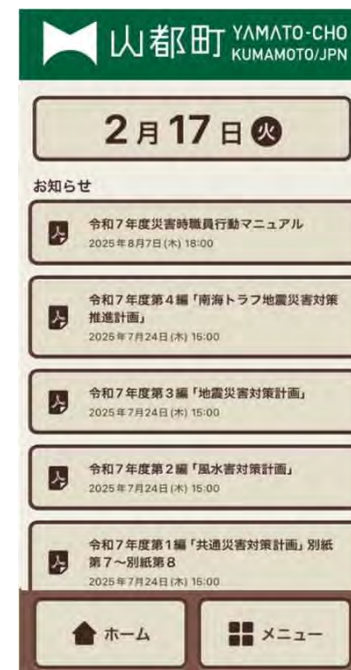 山都町 YAMATO-CHO
KUMAMOTO/JPN
2月17日火
お知らせ
令和7年度災害時職員行動マニュアル
2025年8月7日(木) 18:00
令和7年度第4編「南海トラフ地震災害対策
推進計画」
2025年7月24日(木) 15:00
令和7年度第3編「地震災害対策計画」
2025年7月24日(木) 15:00
令和7年度第2編「風水害対策計画」
2025年7月24日(木) 15:00
令和7年度第1編「共通災害対策計画」別紙
第7〜別紙第8
2025年7月24日(木) 15:00
ホーム
メニュー